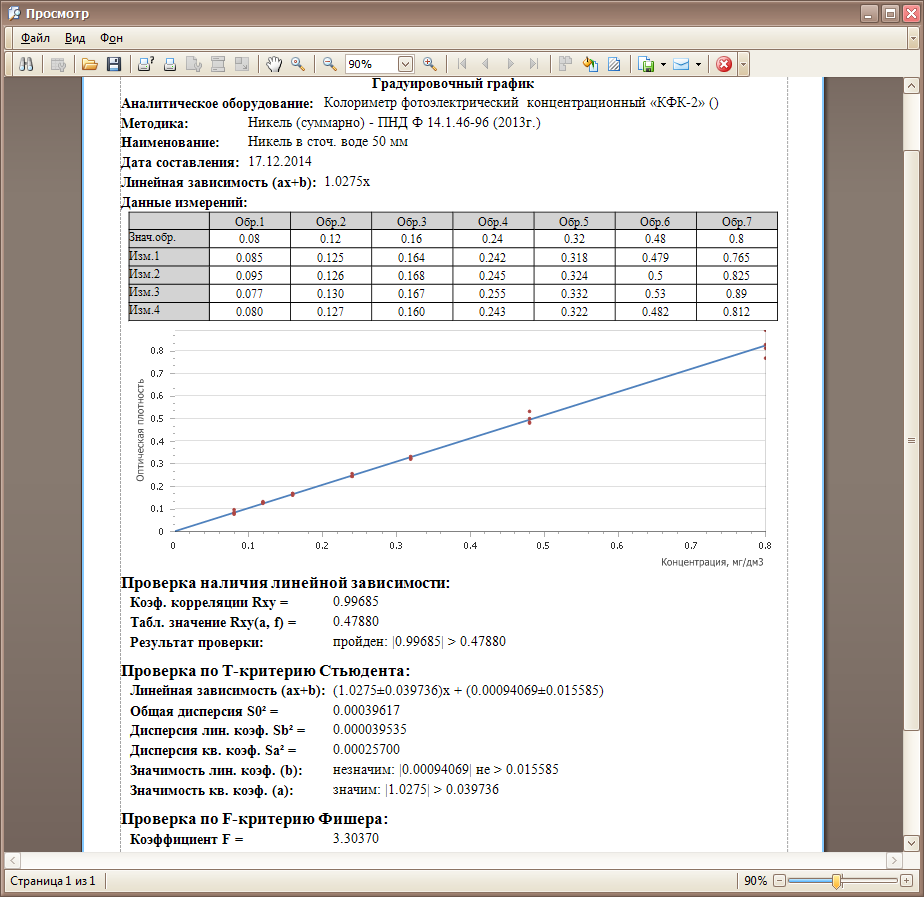 Просмотр
Файл Вид Фон
90%
Градуировочный график
Аналитическое оборудование: Колориметр фотоэлектрический концентрационный «КФК-2» ()
Методика: Никель (суммарно) - ПНД Ф 14.1.46-96 (2013г.)
Наименование: Никель в сточ. воде 50 мм
Дата составления: 17.12.2014
Линейная зависимость (ax+b): 1.0275x
Данные измерений:
Обр.1 Обр.2 Обр.3 Обр.4 Обр.5 Обр.6 Обр.7
Знач.обр. 0.08 0.12 0.16 0.24 0.32 0.48 0.8
Изм.1 0.085 0.125 0.164 0.242 0.318 0.479 0.765
Изм.2 0.095 0.126 0.168 0.245 0.324 0.5 0.825
Изм.3 0.077 0.130 0.167 0.255 0.332 0.53 0.89
Изм.4 0.080 0.127 0.160 0.243 0.322 0.482 0.812
Оптическая плотность
0.8
0.7
0.6
0.5
0.4
0.3
0.2
0.1
0
0 0.1 0.2 0.3 0.4 0.5 0.6 0.7 0.8
Концентрация, мг/дм3
Проверка наличия линейной зависимости:
Коэф. корреляции Rxy = 0.99685
Табл. значение Rxy(a, f) = 0.47880
Результат проверки: пройден: |0.99685| > 0.47880
Проверка по Т-критерию Стьюдента:
Линейная зависимость (ax+b): (1.0275±0.039736)x + (0.00094069±0.015585)
Общая дисперсия S0² = 0.00039617
Дисперсия лин. коэф. Sb² = 0.000039535
Дисперсия кв. коэф. Sa² = 0.00025700
Значимость лин. коэф. (b): незначим: |0.00094069| не > 0.015585
Значимость кв. коэф. (a): значим: |1.0275| > 0.039736
Проверка по F-критерию Фишера:
Коэффициент F = 3.30370
Страница 1 из 1 90%